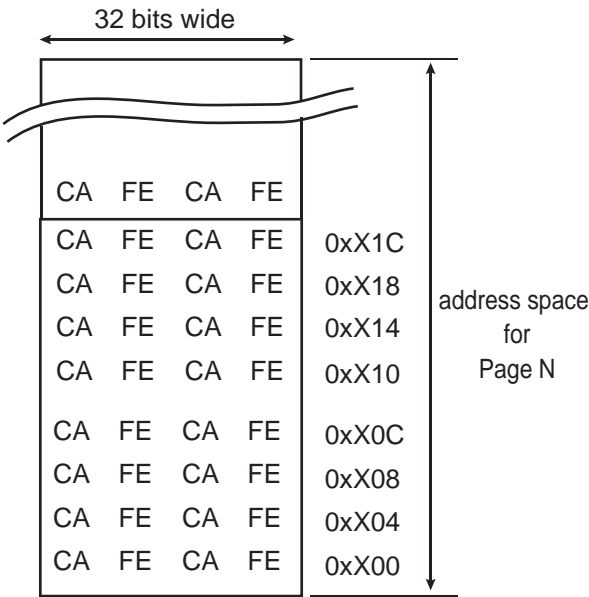 32 bits wide
CA FE CA FE
CA FE CA FE 0xX1C
CA FE CA FE 0xX18
CA FE CA FE 0xX14
CA FE CA FE 0xX10
CA FE CA FE 0xX0C
CA FE CA FE 0xX08
CA FE CA FE 0xX04
CA FE CA FE 0xX00
address space
for
Page N